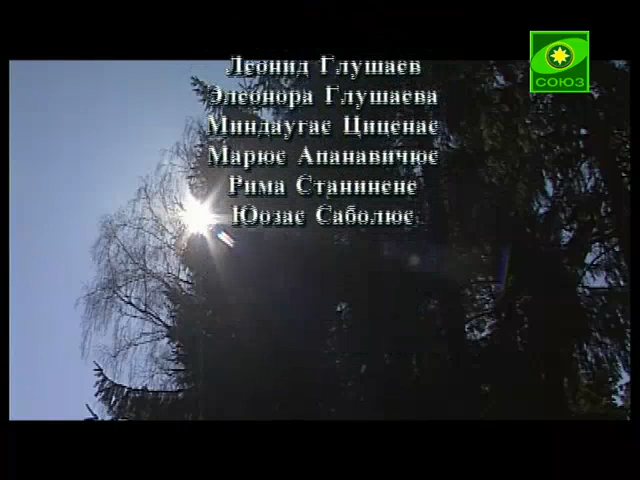 Леонид Глушаев
Элеонора Глушаева
Миндаугас Циценас
Марюс Апанавичюс
Рима Станинене
Юозас Саболюс
СОЮЗ